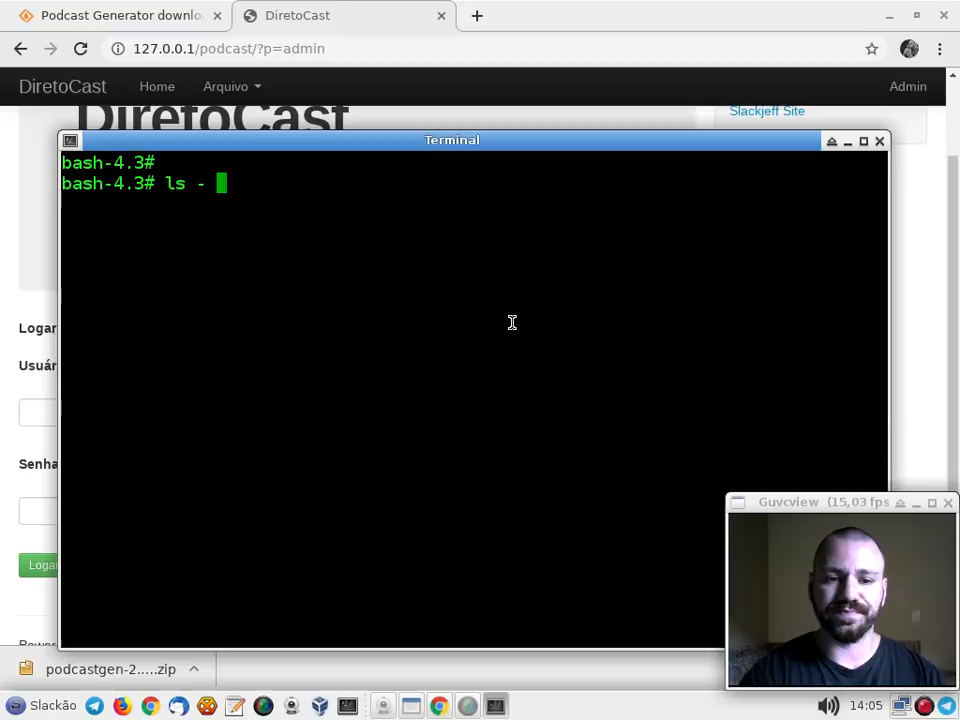 Podcast Generator downlo
DiretoCast
127.0.0.1/podcast/?p=admin
DiretoCast
Home
Arquivo
Admin
DiretoCast
Slackjeff Site
Terminal
bash-4.3#
bash-4.3# ls -
Logar
Usuár
Senha
Logar
Guvcview (15,03 fps
podcastgen-2.....zip
Slackão
14:05